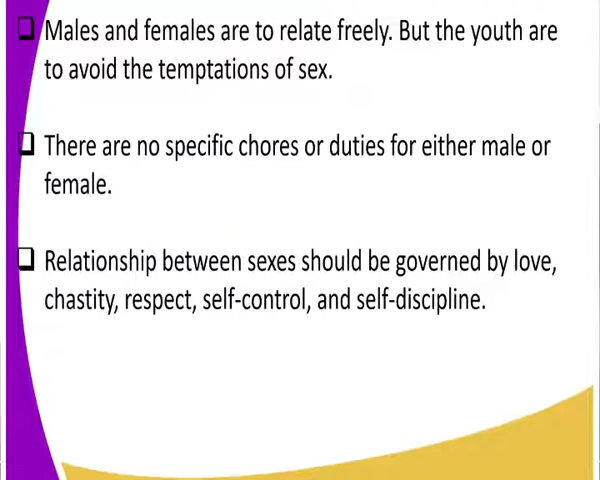 ❑ Males and females are to relate freely. But the youth are
to avoid the temptations of sex.
❑ There are no specific chores or duties for either male or
female.
❑ Relationship between sexes should be governed by love,
chastity, respect, self-control, and self-discipline.